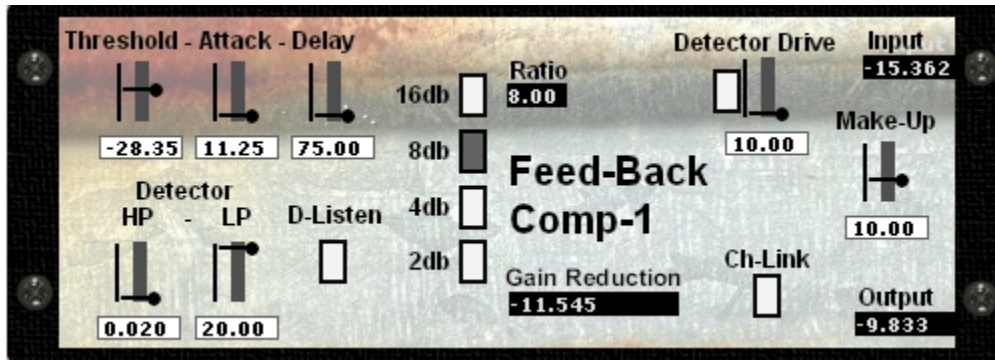 Threshold - Attack - Delay
-28.35 11.25 75.00
Detector
HP - LP
0.020 20.00
D-Listen
16db
8db
4db
2db
Ratio
8.00
Feed-Back
Comp-1
Gain Reduction
-11.545
Detector Drive
10.00
Ch-Link
Input
-15.362
Make-Up
10.00
Output
-9.833